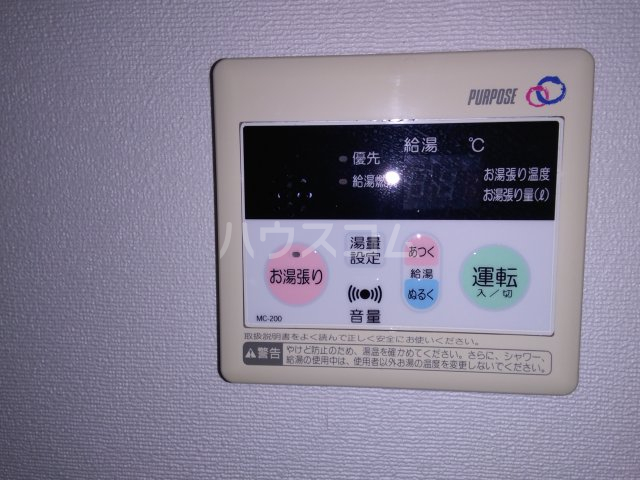 PURPOSE
給湯 ℃
優先
給湯燃焼
お湯張り温度
お湯張り量(ℓ)
ハウスコム
お湯張り
湯量
設定
音量
あつく
給湯
ぬるく
運転
入／切
MC-200
取扱説明書をよく読んで正しく安全にお使いください。
警告
やけど防止のため、湯温を確かめてください。さらに、シャワー、
給湯の使用中は、使用者以外お湯の温度を変更しないでください。